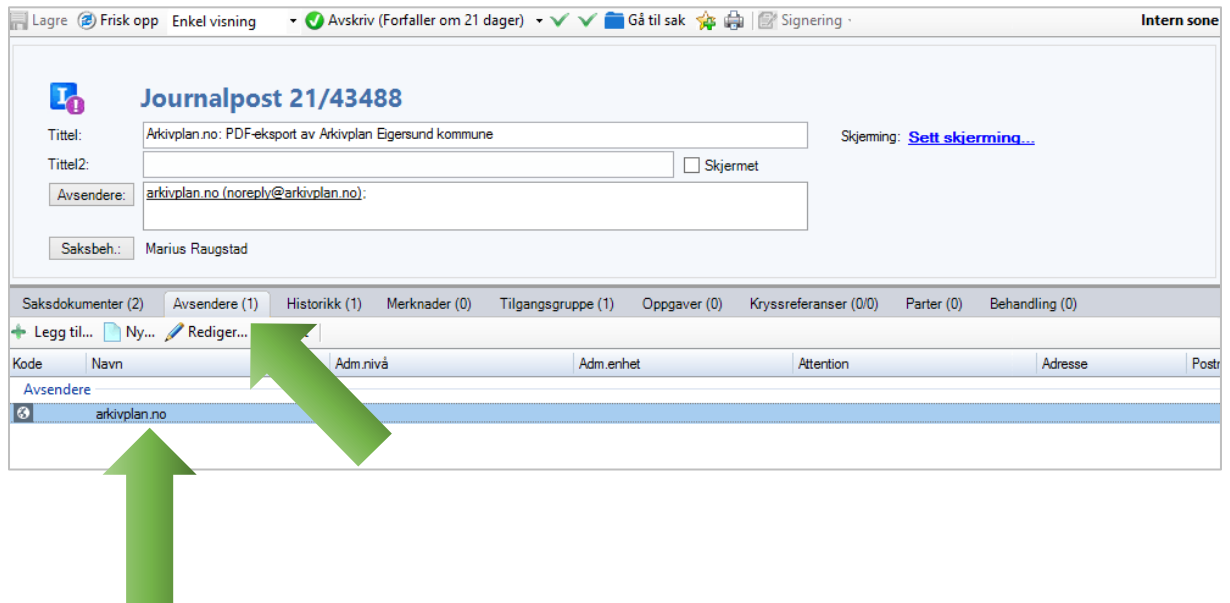 Lagre Frisk opp Enkel visning Avskriv (Forfaller om 21 dager) Gå til sak Signering Intern sone
Journalpost 21/43488
Tittel: Arkivplan.no: PDF-eksport av Arkivplan Eigersund kommune Skjerming: Sett skjerming...
Tittel2: Skjermet
Avsendere: arkivplan.no (noreply@arkivplan.no);
Saksbeh.: Marius Raugstad
Saksdokumenter (2) Avsendere (1) Historikk (1) Merknader (0) Tilgangsgruppe (1) Oppgaver (0) Kryssreferanser (0/0) Parter (0) Behandling (0)
Legg til... Ny... Rediger...
Kode Navn Adm.nivå Adm.enhet Attention Adresse Postr
Avsendere
arkivplan.no